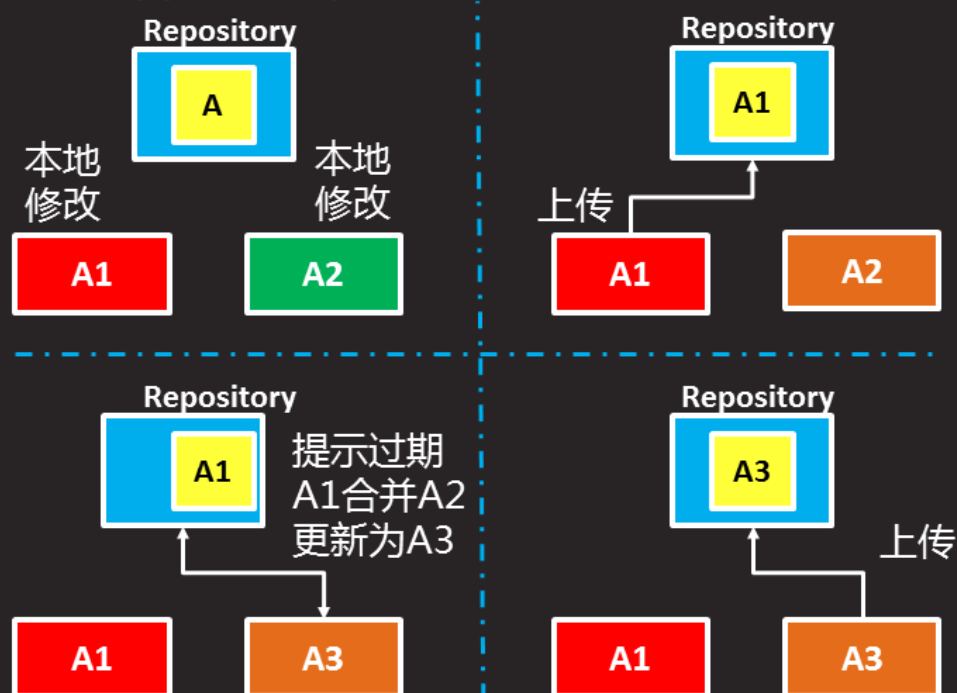 Repository
A
本地
修改
本地
修改
A1
A2
Repository
A1
上传
A1
A2
Repository
A1
提示过期
A1合并A2
更新为A3
A1
A3
Repository
A3
上传
A1
A3